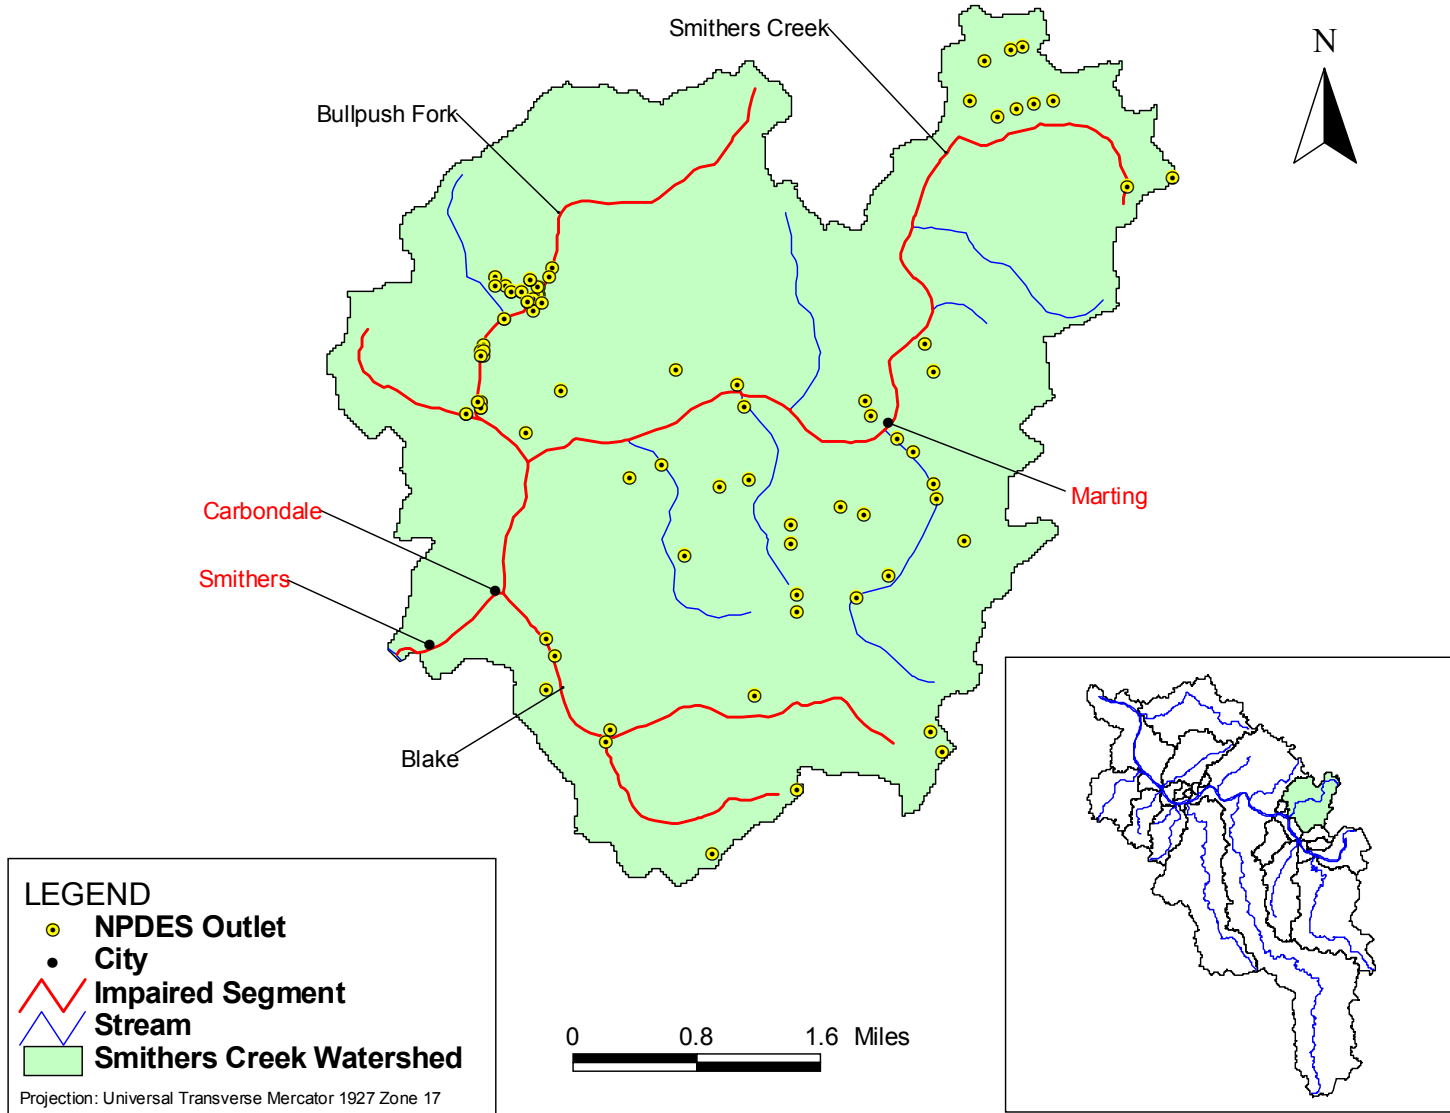 Smithers Creek
N
Bullpush Fork
Carbondale
Marting
Smithers
Blake
LEGEND
NPDES Outlet
City
Impaired Segment
Stream
Smithers Creek Watershed
Projection: Universal Transverse Mercator 1927 Zone 17
0 0.8 1.6 Miles